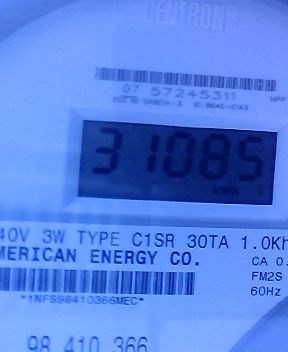 CENTRON®
07 57245311
31085
kWh
40V 3W TYPE C1SR 30TA 1.0Kh
MERICAN ENERGY CO.
CA 0.
FM2S
60Hz
*1NFS98410366MEC*
98 410 366